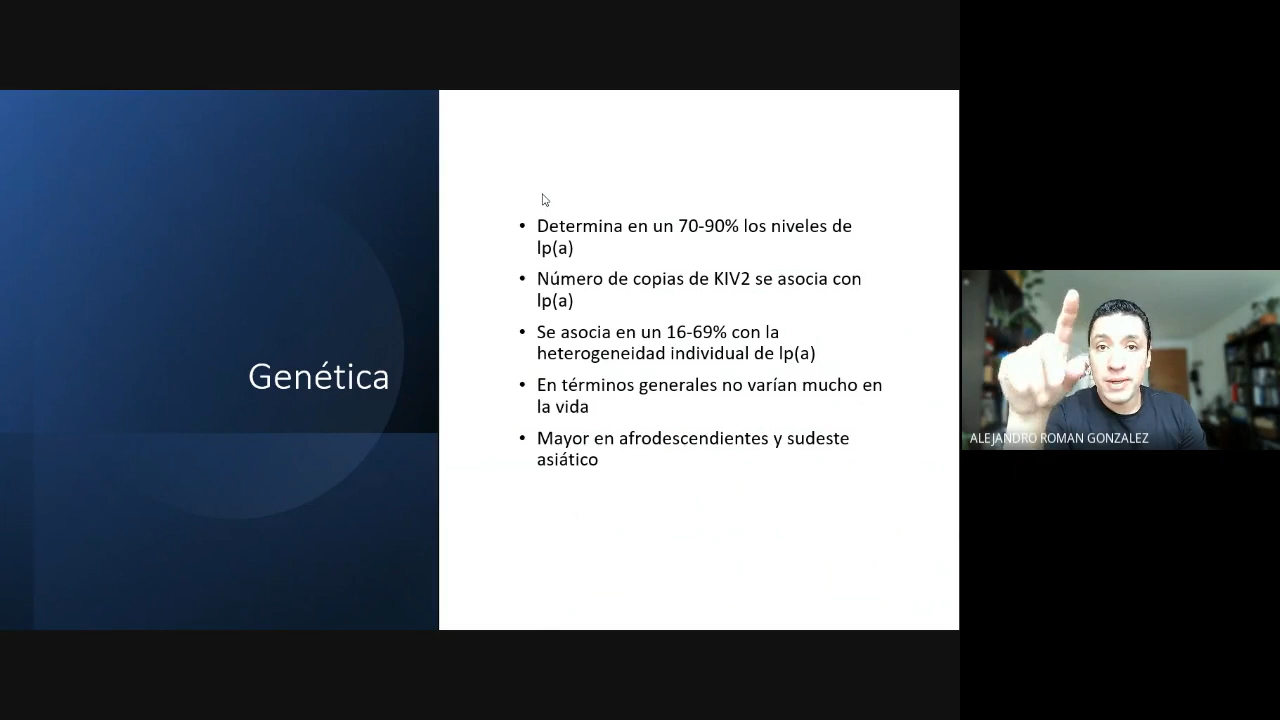 Genética
• Determina en un 70-90% los niveles de
lp(a)
• Número de copias de KIV2 se asocia con
lp(a)
• Se asocia en un 16-69% con la
heterogeneidad individual de lp(a)
• En términos generales no varían mucho en
la vida
• Mayor en afrodescendientes y sudeste
asiático
ALEJANDRO ROMAN GONZALEZ